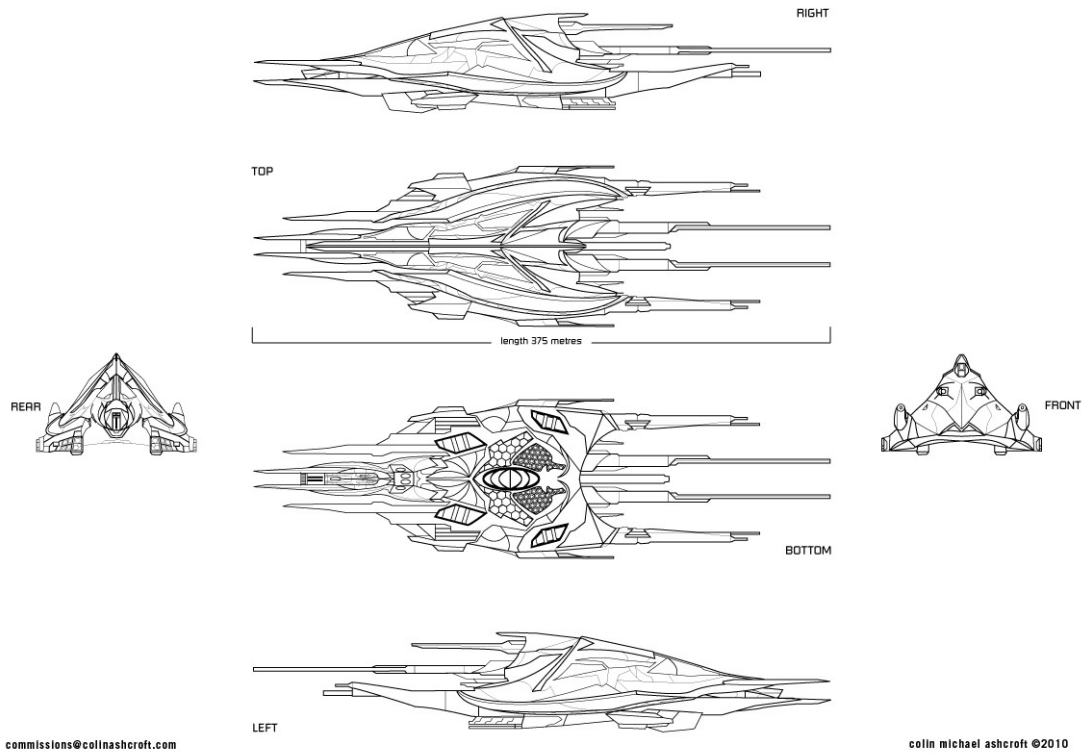 RIGHT
TOP
length 375 metres
REAR
FRONT
BOTTOM
LEFT
commissions@colinashcroft.com
colin michael ashcroft ©2010